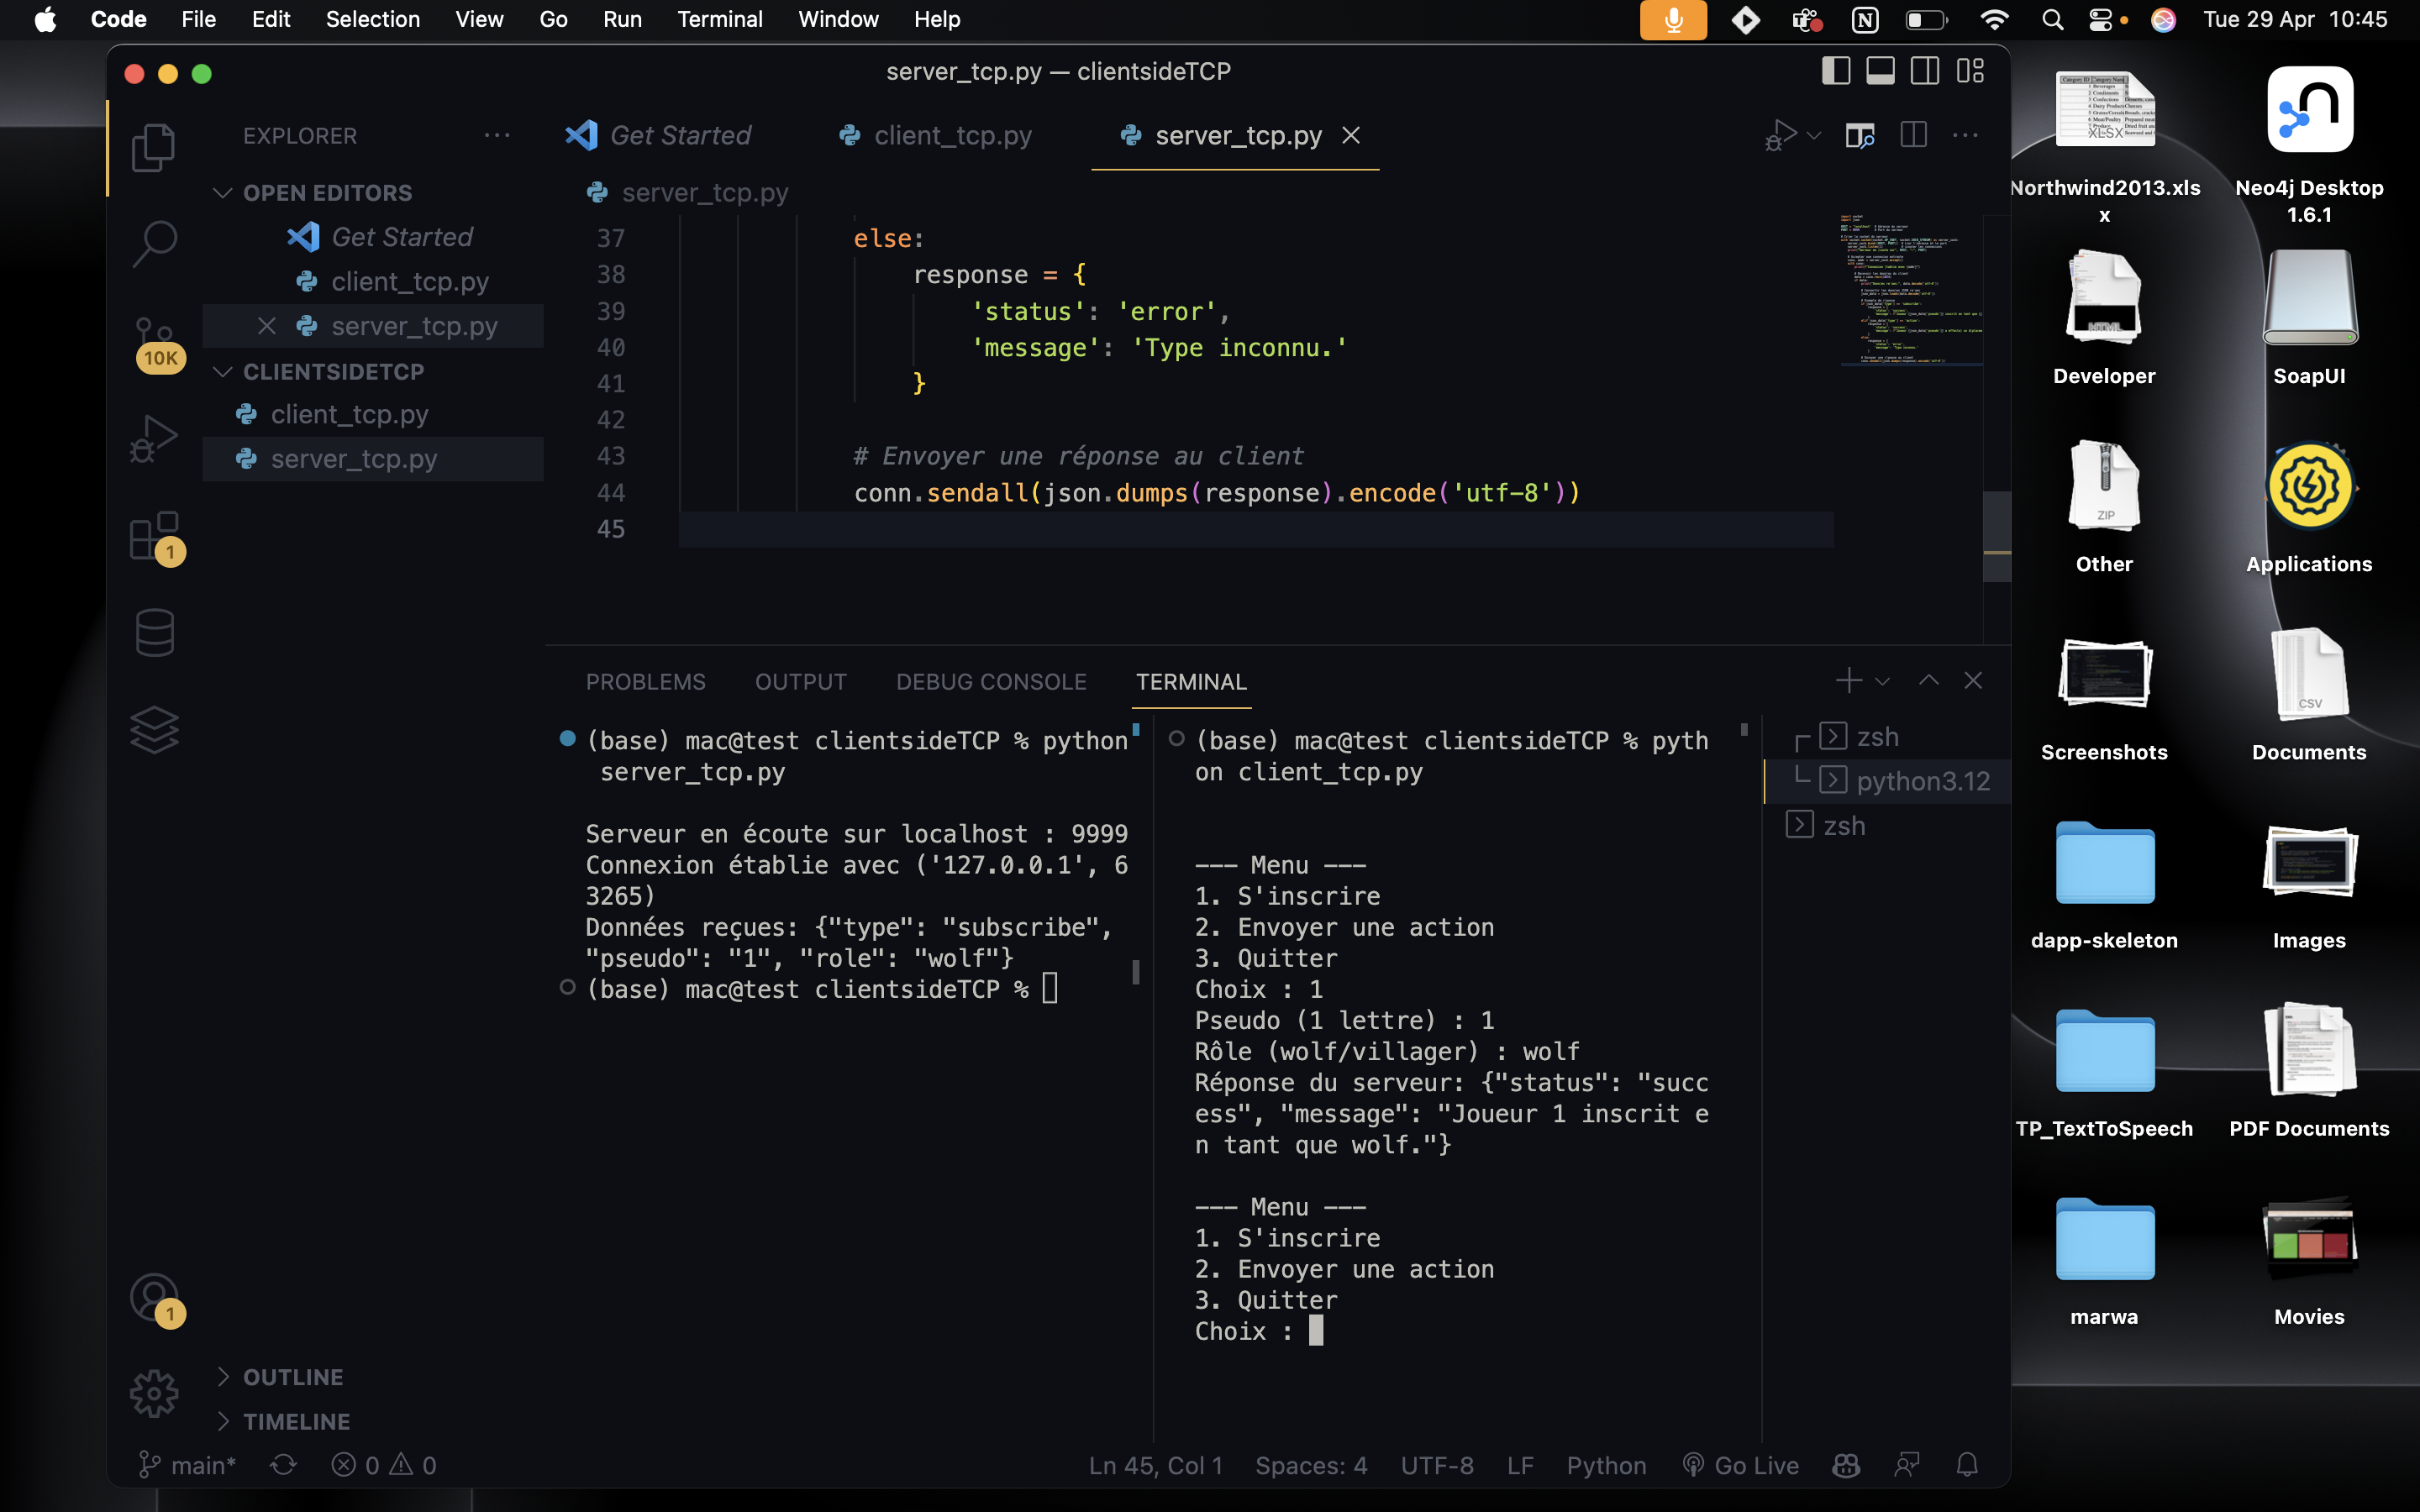 Code File Edit Selection View Go Run Terminal Window Help Tue 29 Apr 10:45
server_tcp.py — clientsideTCP
EXPLORER
OPEN EDITORS
Get Started
client_tcp.py
server_tcp.py
CLIENTSIDETCP
client_tcp.py
server_tcp.py
10K
1
1
OUTLINE
TIMELINE
Get Started client_tcp.py server_tcp.py
server_tcp.py
37 else:
38 response = {
39 'status': 'error',
40 'message': 'Type inconnu.'
41 }
42
43 # Envoyer une réponse au client
44 conn.sendall(json.dumps(response).encode('utf-8'))
45
PROBLEMS OUTPUT DEBUG CONSOLE TERMINAL
(base) mac@test clientsideTCP % python
server_tcp.py
Serveur en écoute sur localhost : 9999
Connexion établie avec ('127.0.0.1', 6
3265)
Données reçues: {"type": "subscribe",
"pseudo": "1", "role": "wolf"}
(base) mac@test clientsideTCP %
(base) mac@test clientsideTCP % pyth
on client_tcp.py
--- Menu ---
1. S'inscrire
2. Envoyer une action
3. Quitter
Choix : 1
Pseudo (1 lettre) : 1
Rôle (wolf/villager) : wolf
Réponse du serveur: {"status": "succ
ess", "message": "Joueur 1 inscrit e
n tant que wolf."}
--- Menu ---
1. S'inscrire
2. Envoyer une action
3. Quitter
Choix :
zsh
python3.12
zsh
main* 0 0 Ln 45, Col 1 Spaces: 4 UTF-8 LF Python Go Live
XLSX
Northwind2013.xls
x
Neo4j Desktop
1.6.1
HTML
Developer
SoapUI
ZIP
Other
Applications
Screenshots
CSV
Documents
dapp-skeleton
Images
TP_TextToSpeech
PDF Documents
marwa
Movies